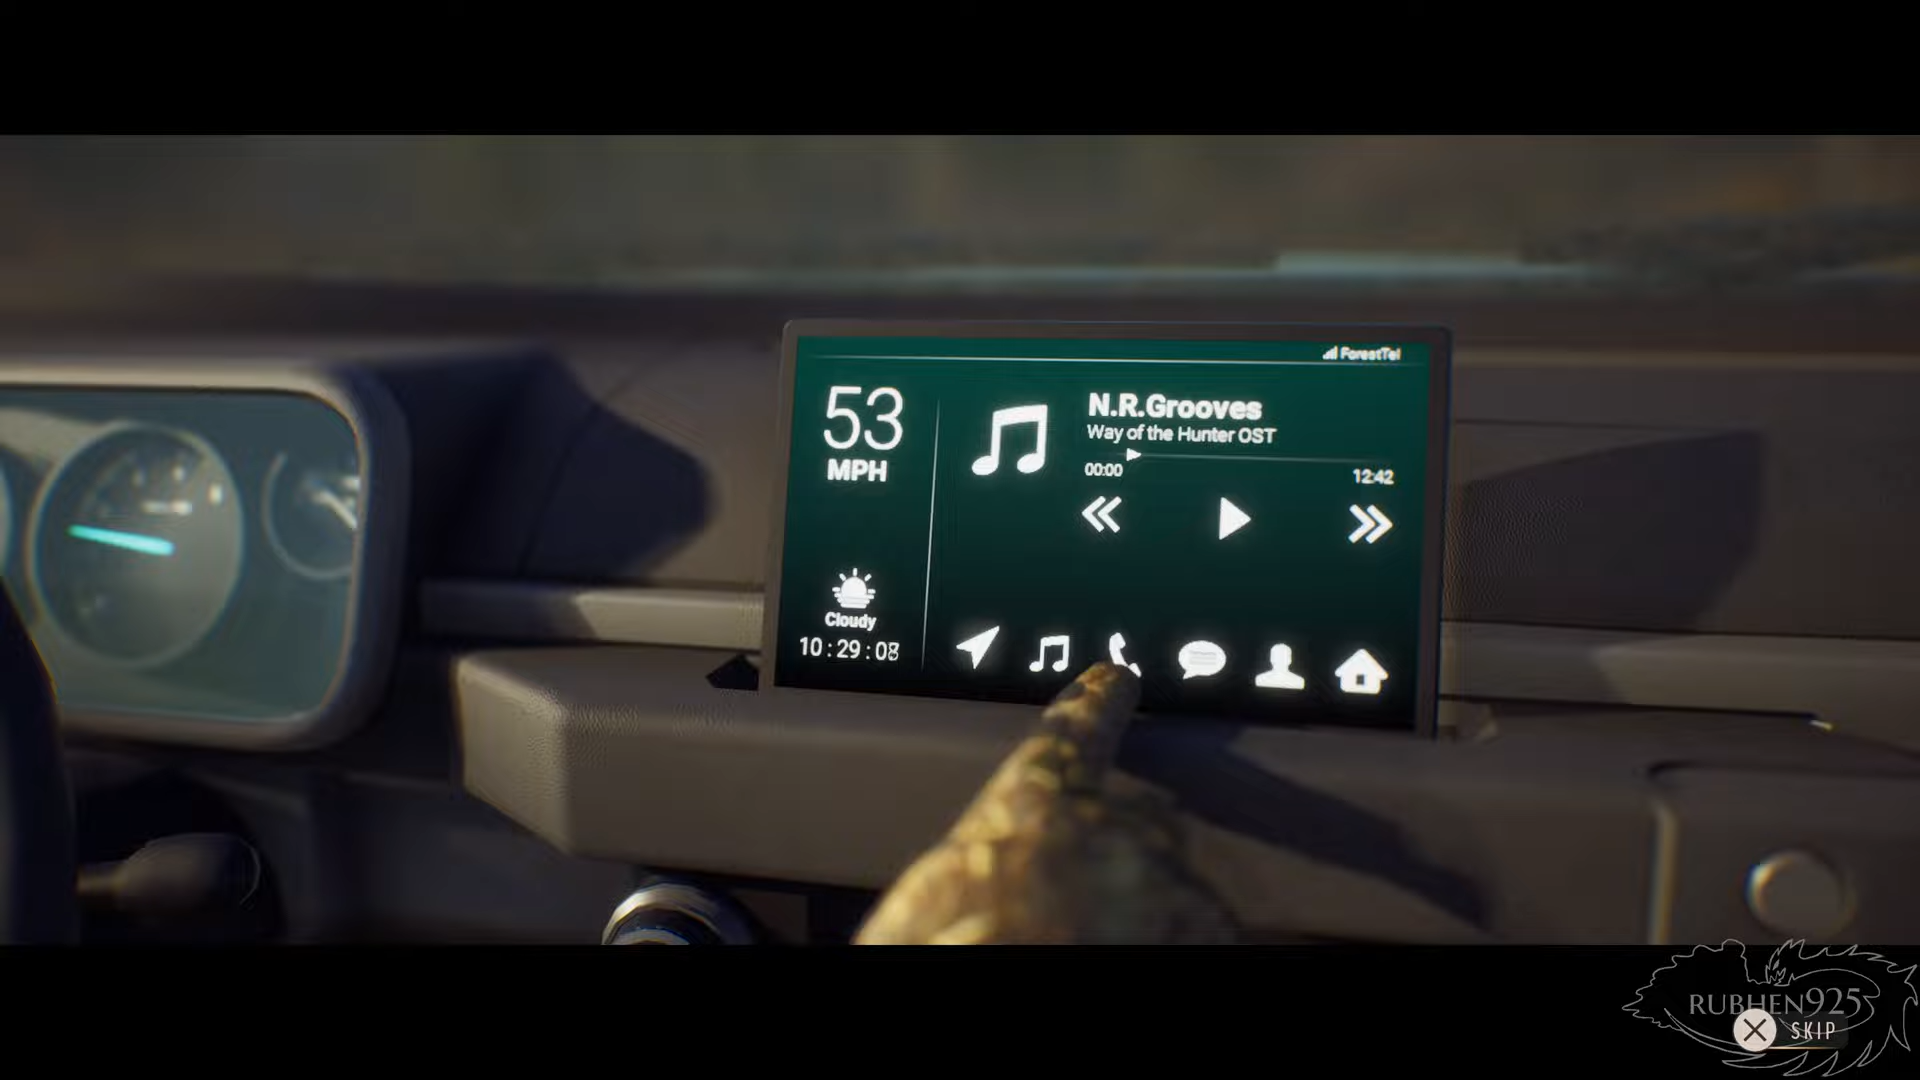 ForestTel
53
MPH
N.R.Grooves
Way of the Hunter OST
00:00
12:42
Cloudy
10:29:08
RUBHEN925
SKIP